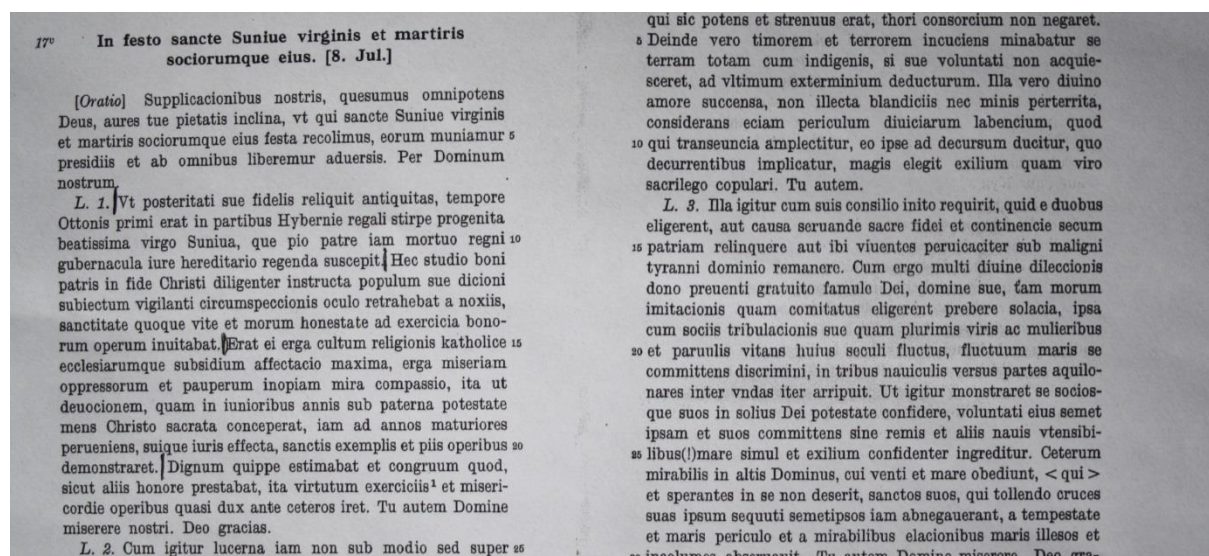 17v In festo sancte Suniue virginis et martiris
sociorumque eius. [8. Jul.]
[Oratio] Supplicacionibus nostris, quesumus omnipotens
Deus, aures tue pietatis inclina, vt qui sancte Suniue virginis
et martiris sociorumque eius festa recolimus, eorum muniamur 5
presidiis et ab omnibus liberemur aduersis. Per Dominum
nostrum.
L. 1. Vt posteritati sue fidelis reliquit antiquitas, tempore
Ottonis primi erat in partibus Hybernie regali stirpe progenita
beatissima virgo Suniua, que pio patre iam mortuo regni 10
gubernacula iure hereditario regenda suscepit. Hec studio boni
patris in fide Christi diligenter instructa populum sue dicioni
subiectum vigilanti circumspeccionis oculo retrahebat a noxiis,
sanctitate quoque vite et morum honestate ad exercicia bono-
rum operum inuitabat. Erat ei erga cultum religionis katholice 15
ecclesiarumque subsidium affectacio maxima, erga miseriam
oppressorum et pauperum inopiam mira compassio, ita ut
deuocionem, quam in iunioribus annis sub paterna potestate
mens Christo sacrata conceperat, iam ad annos maturiores
perueniens, suique iuris effecta, sanctis exemplis et piis operibus 20
demonstraret. Dignum quippe estimabat et congruum quod,
sicut aliis honore prestabat, ita virtutum exerciciis¹ et miseri-
cordie operibus quasi dux ante ceteros iret. Tu autem Domine
miserere nostri. Deo gracias.
L. 2. Cum igitur lucerna iam non sub modio sed super 25
qui sic potens et strenuus erat, thori consorcium non negaret.
5 Deinde vero timorem et terrorem incuciens minabatur se
terram totam cum indigenis, si sue voluntati non acquie-
sceret, ad vltimum exterminium deducturum. Illa vero diuino
amore succensa, non illecta blandiciis nec minis perterrita,
considerans eciam periculum diuiciarum labencium, quod
10 qui transeuncia amplectitur, eo ipse ad decursum ducitur, quo
decurrentibus implicatur, magis elegit exilium quam viro
sacrilego copulari. Tu autem.
L. 3. Illa igitur cum suis consilio inito requirit, quid e duobus
eligerent, aut causa seruande sacre fidei et continencie secum
15 patriam relinquere aut ibi viuentes peruicaciter sub maligni
tyranni dominio remanere. Cum ergo multi diuine dileccionis
dono preuenti gratuito famule Dei, domine sue, tam morum
imitacionis quam comitatus eligerent prebere solacia, ipsa
cum sociis tribulacionis sue quam plurimis viris ac mulieribus
20 et paruulis vitans huius seculi fluctus, fluctuum maris se
committens discrimini, in tribus nauiculis versus partes aquilo-
nares inter vndas iter arripuit. Ut igitur monstraret se socios-
que suos in solius Dei potestate confidere, voluntati eius semet
ipsam et suos committens sine remis et aliis nauis vtensibi-
25 libus(!)mare simul et exilium confidenter ingreditur. Ceterum
mirabilis in altis Dominus, cui venti et mare obediunt, < qui >
et sperantes in se non deserit, sanctos suos, qui tollendo cruces
suas ipsum sequuti semetipsos iam abnegauerant, a tempestate
et maris periculo et a mirabilibus elacionibus maris illesos et
incolumes Tu autem Domine miserere. Deo gra-